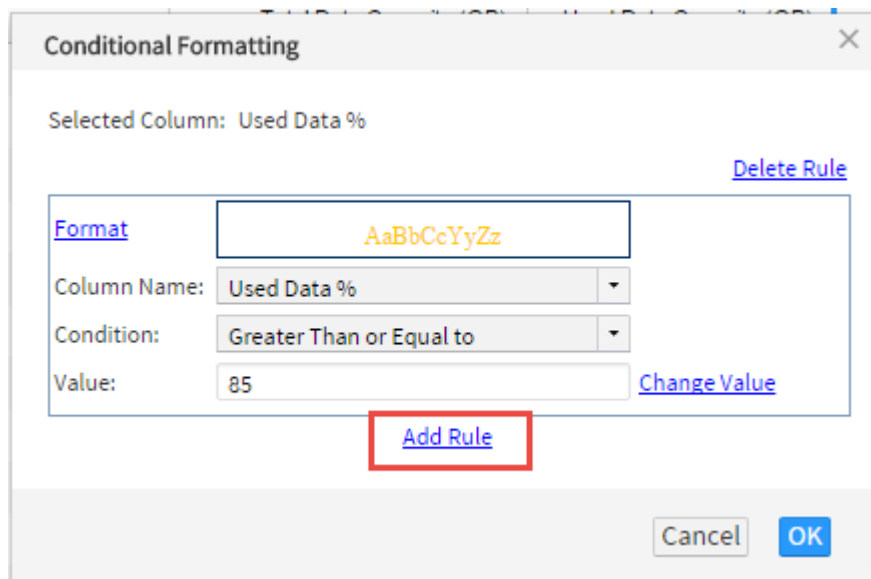 Conditional Formatting
Selected Column: Used Data %
Delete Rule
Format AaBbCcYyZz
Column Name: Used Data %
Condition: Greater Than or Equal to
Value: 85 Change Value
Add Rule
Cancel OK